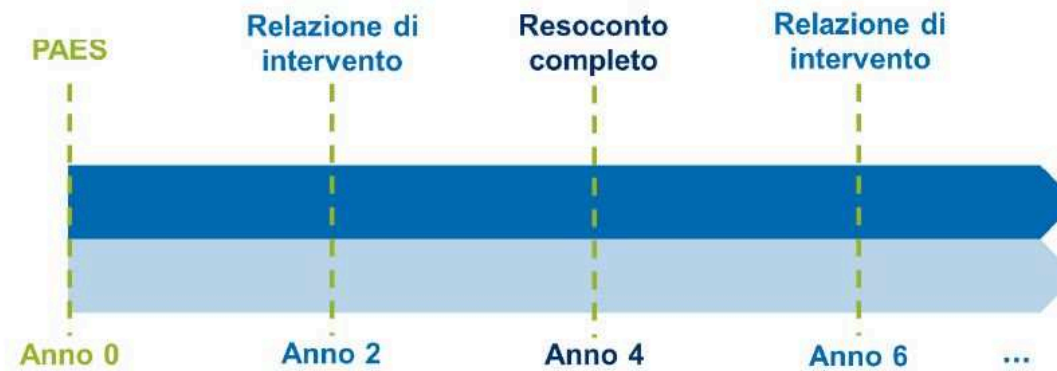 PAES
Relazione di
intervento
Resoconto
completo
Relazione di
intervento
Anno 0
Anno 2
Anno 4
Anno 6
...